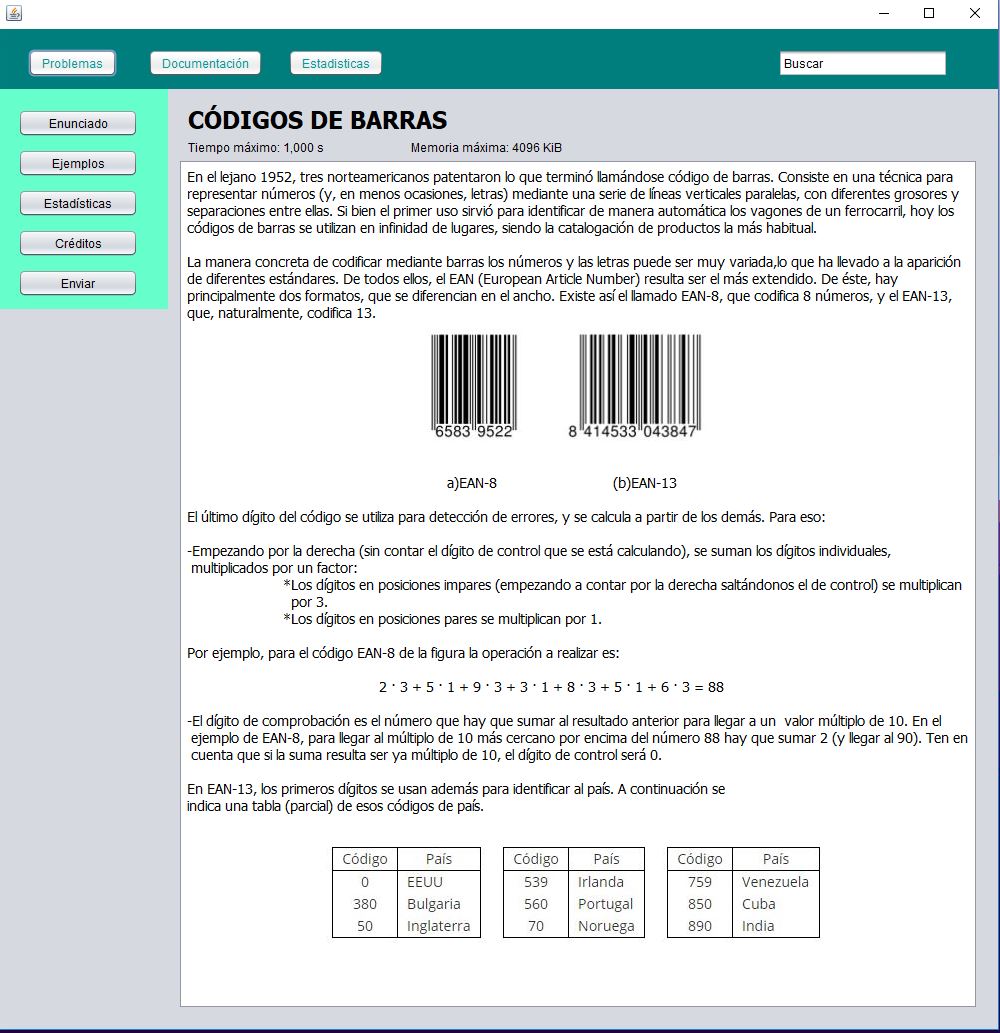 Problemas Documentación Estadisticas Buscar
Enunciado
Ejemplos
Estadísticas
Créditos
Enviar
CÓDIGOS DE BARRAS
Tiempo máximo: 1,000 s Memoria máxima: 4096 KiB
En el lejano 1952, tres norteamericanos patentaron lo que terminó llamándose código de barras. Consiste en una técnica para
representar números (y, en menos ocasiones, letras) mediante una serie de líneas verticales paralelas, con diferentes grosores y
separaciones entre ellas. Si bien el primer uso sirvió para identificar de manera automática los vagones de un ferrocarril, hoy los
códigos de barras se utilizan en infinidad de lugares, siendo la catalogación de productos la más habitual.
La manera concreta de codificar mediante barras los números y las letras puede ser muy variada,lo que ha llevado a la aparición
de diferentes estándares. De todos ellos, el EAN (European Article Number) resulta ser el más extendido. De éste, hay
principalmente dos formatos, que se diferencian en el ancho. Existe así el llamado EAN-8, que codifica 8 números, y el EAN-13,
que, naturalmente, codifica 13.
6583 9522 8 414533 043847
a)EAN-8 (b)EAN-13
El último dígito del código se utiliza para detección de errores, y se calcula a partir de los demás. Para eso:
-Empezando por la derecha (sin contar el dígito de control que se está calculando), se suman los dígitos individuales,
multiplicados por un factor:
*Los dígitos en posiciones impares (empezando a contar por la derecha saltándonos el de control) se multiplican
por 3.
*Los dígitos en posiciones pares se multiplican por 1.
Por ejemplo, para el código EAN-8 de la figura la operación a realizar es:
2 · 3 + 5 · 1 + 9 · 3 + 3 · 1 + 8 · 3 + 5 · 1 + 6 · 3 = 88
-El dígito de comprobación es el número que hay que sumar al resultado anterior para llegar a un valor múltiplo de 10. En el
ejemplo de EAN-8, para llegar al múltiplo de 10 más cercano por encima del número 88 hay que sumar 2 (y llegar al 90). Ten en
cuenta que si la suma resulta ser ya múltiplo de 10, el dígito de control será 0.
En EAN-13, los primeros dígitos se usan además para identificar al país. A continuación se
indica una tabla (parcial) de esos códigos de país.
Código País Código País Código País
0 EEUU 539 Irlanda 759 Venezuela
380 Bulgaria 560 Portugal 850 Cuba
50 Inglaterra 70 Noruega 890 India